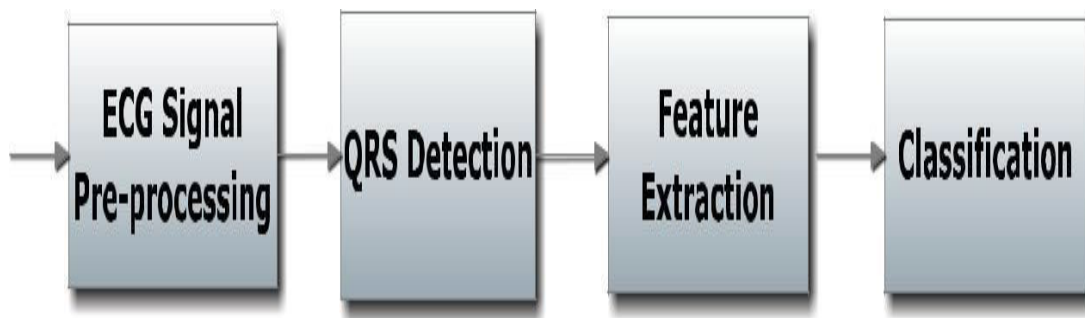 ECG Signal
Pre-processing
QRS Detection
Feature
Extraction
Classification